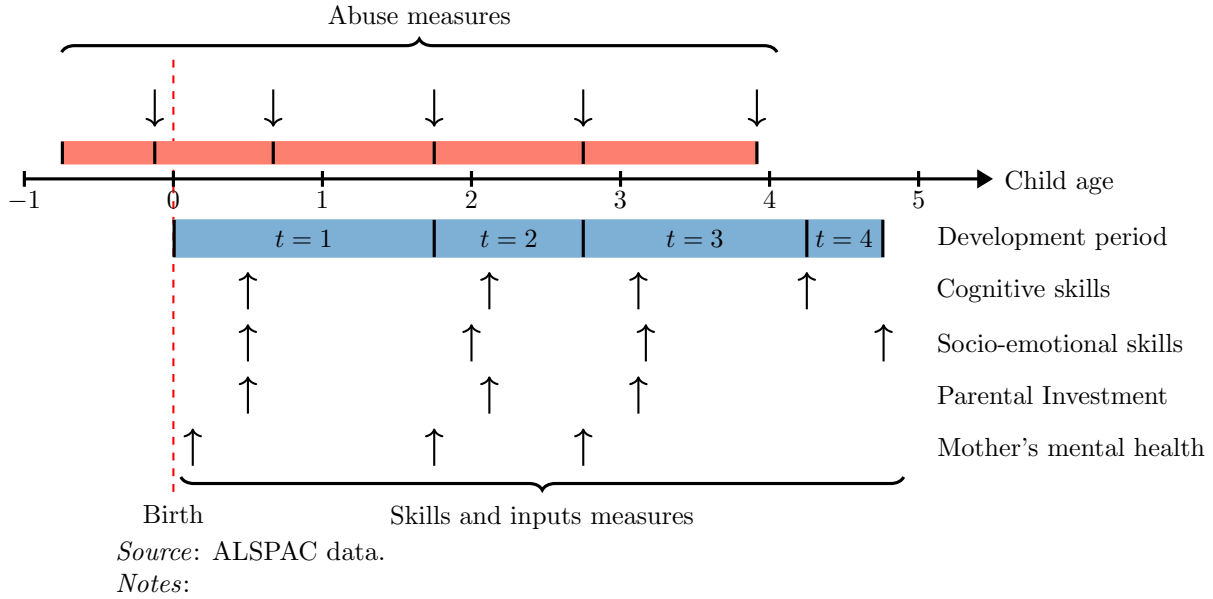 Abuse measures
Child age
−1 0 1 2 3 4 5
t = 1 t = 2 t = 3 t = 4 Development period
Cognitive skills
Socio-emotional skills
Parental Investment
Mother's mental health
Birth Skills and inputs measures
Source: ALSPAC data.
Notes: